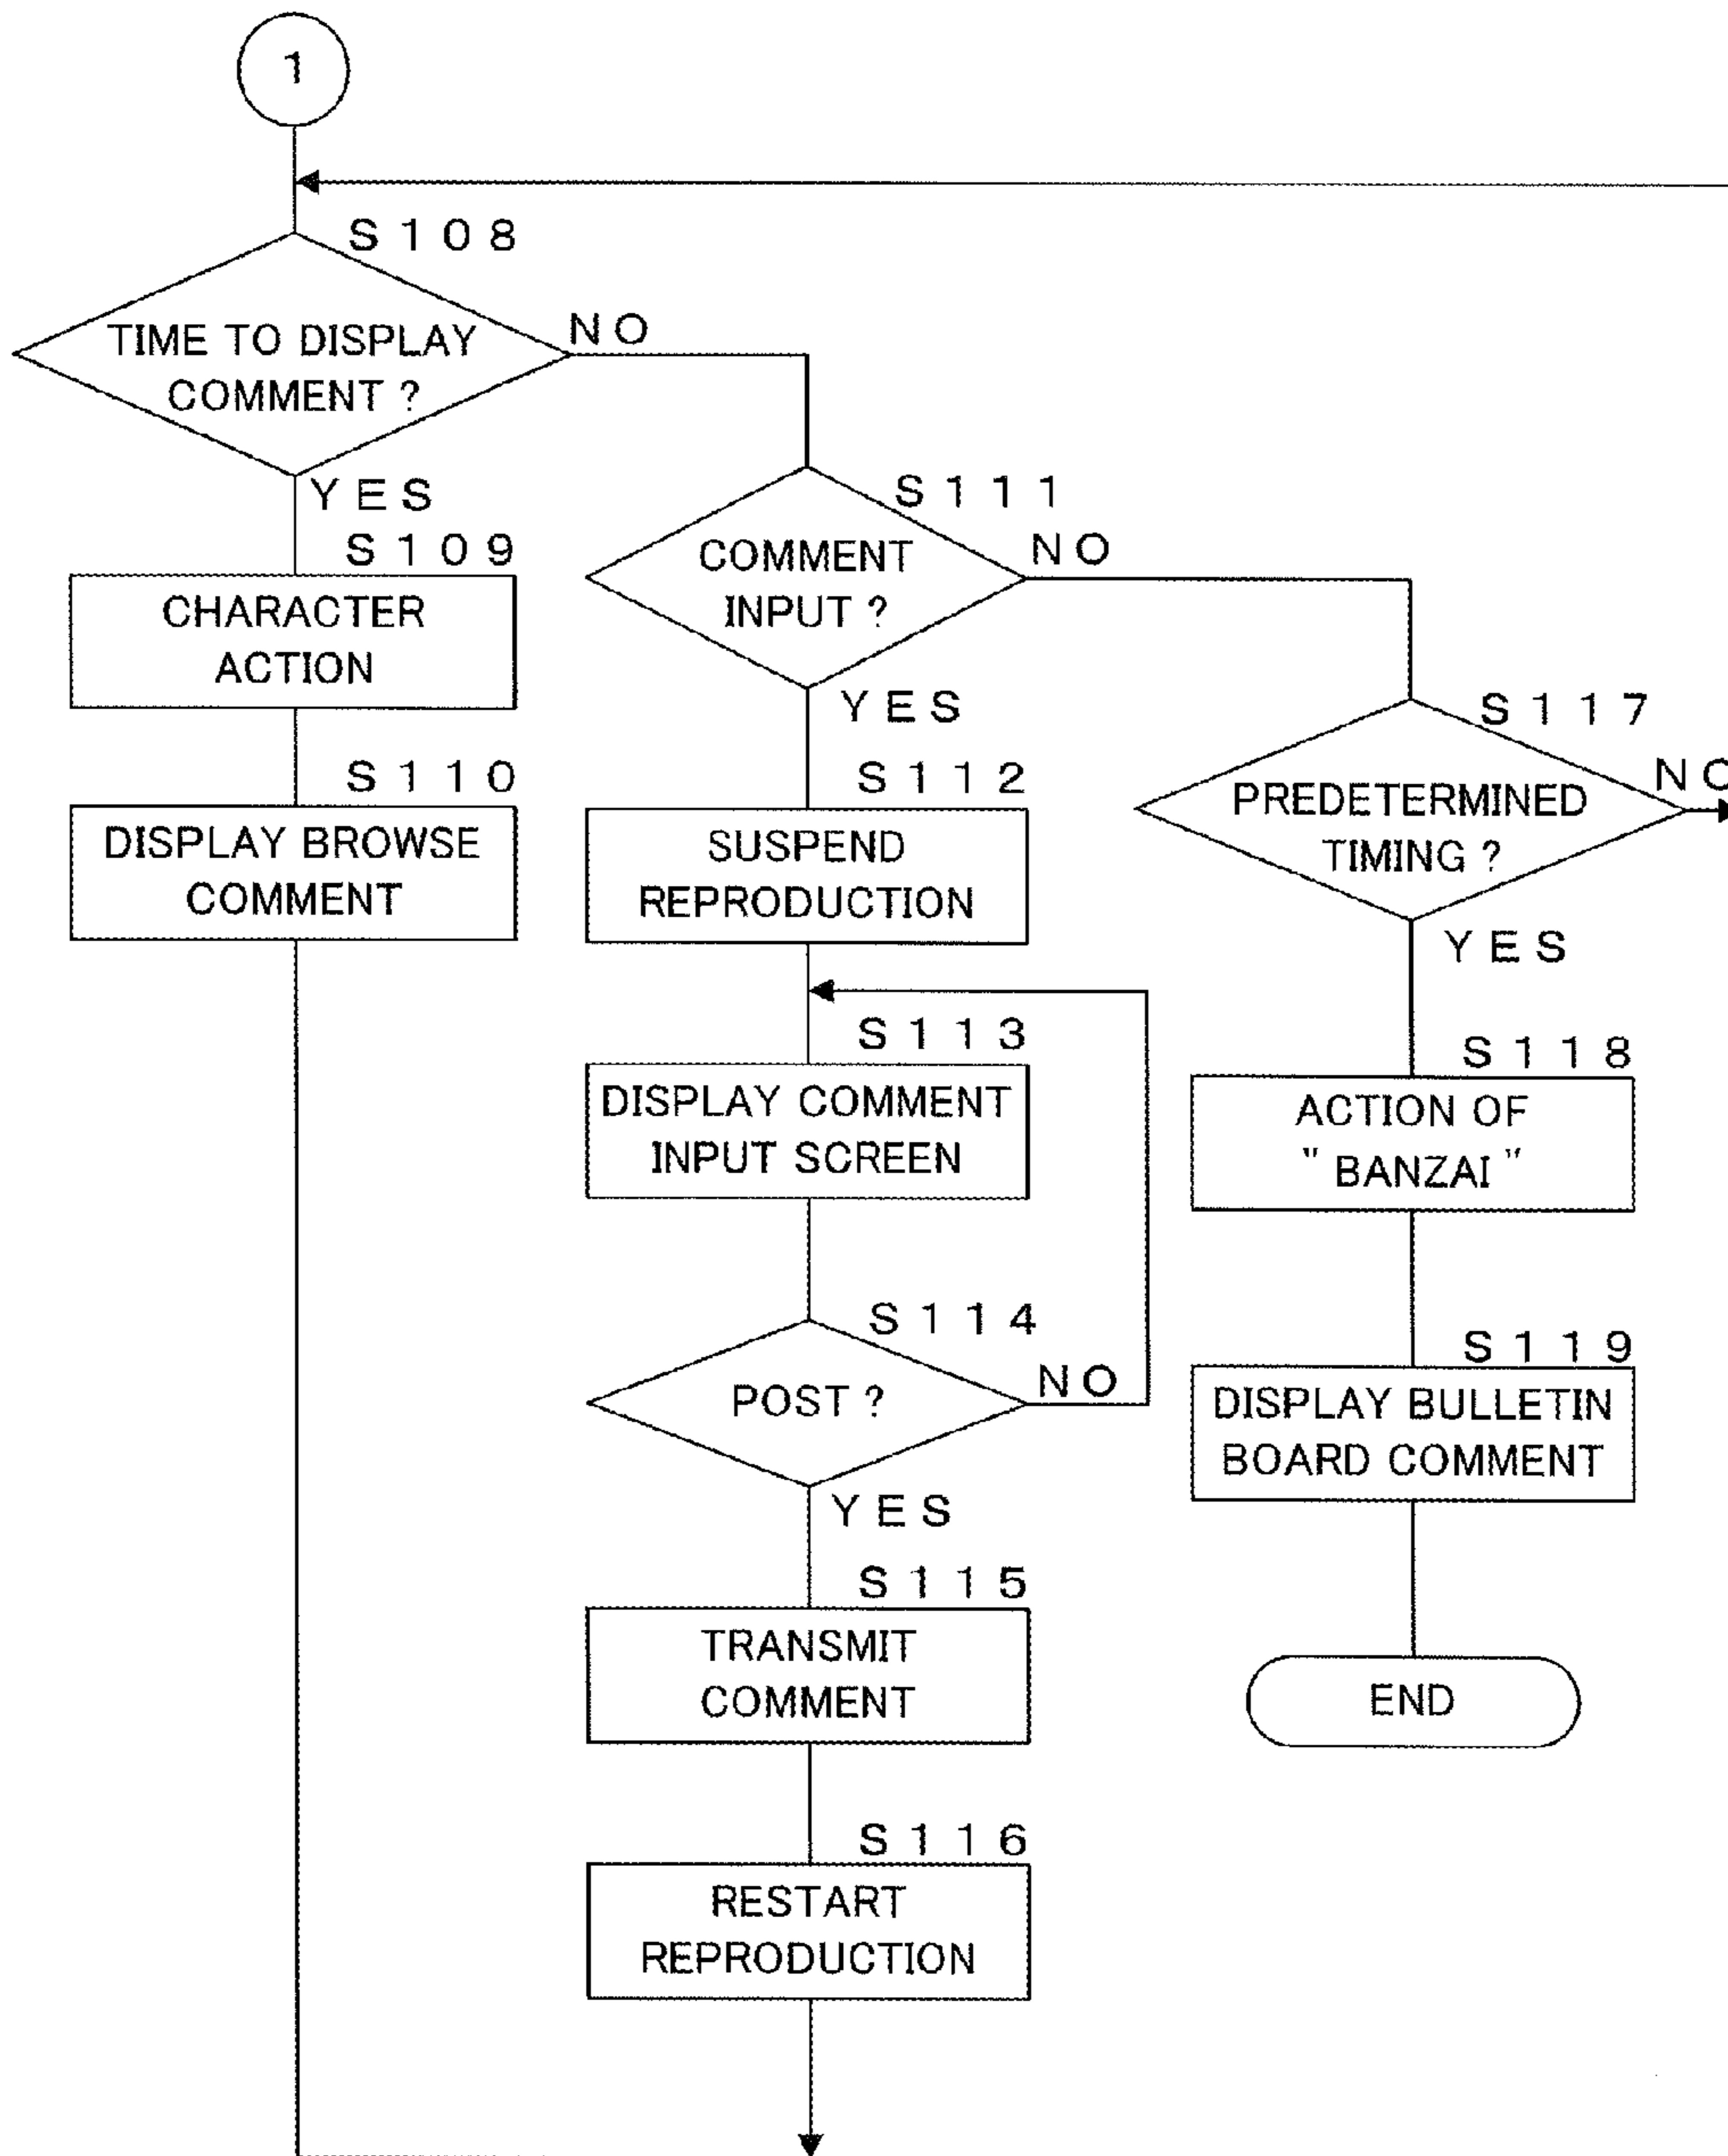 1
S108
TIME TO DISPLAY
COMMENT ?
NO
YES
S109
CHARACTER
ACTION
S110
DISPLAY BROWSE
COMMENT
S111
COMMENT
INPUT ?
NO
YES
S112
SUSPEND
REPRODUCTION
S113
DISPLAY COMMENT
INPUT SCREEN
S114
POST ?
NO
YES
S115
TRANSMIT
COMMENT
S116
RESTART
REPRODUCTION
S117
PREDETERMINED
TIMING ?
NO
YES
S118
ACTION OF
" BANZAI "
S119
DISPLAY BULLETIN
BOARD COMMENT
END